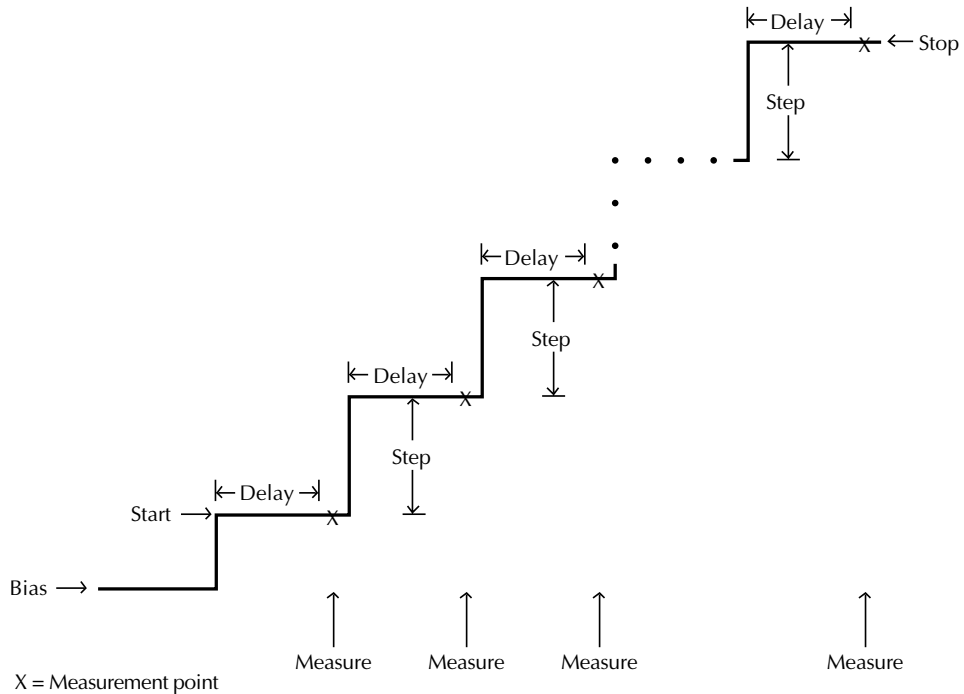 Delay
Stop
Step
Delay
Step
Delay
Step
Delay
Start
Bias
Measure Measure Measure Measure
X = Measurement point
X
X
X
X